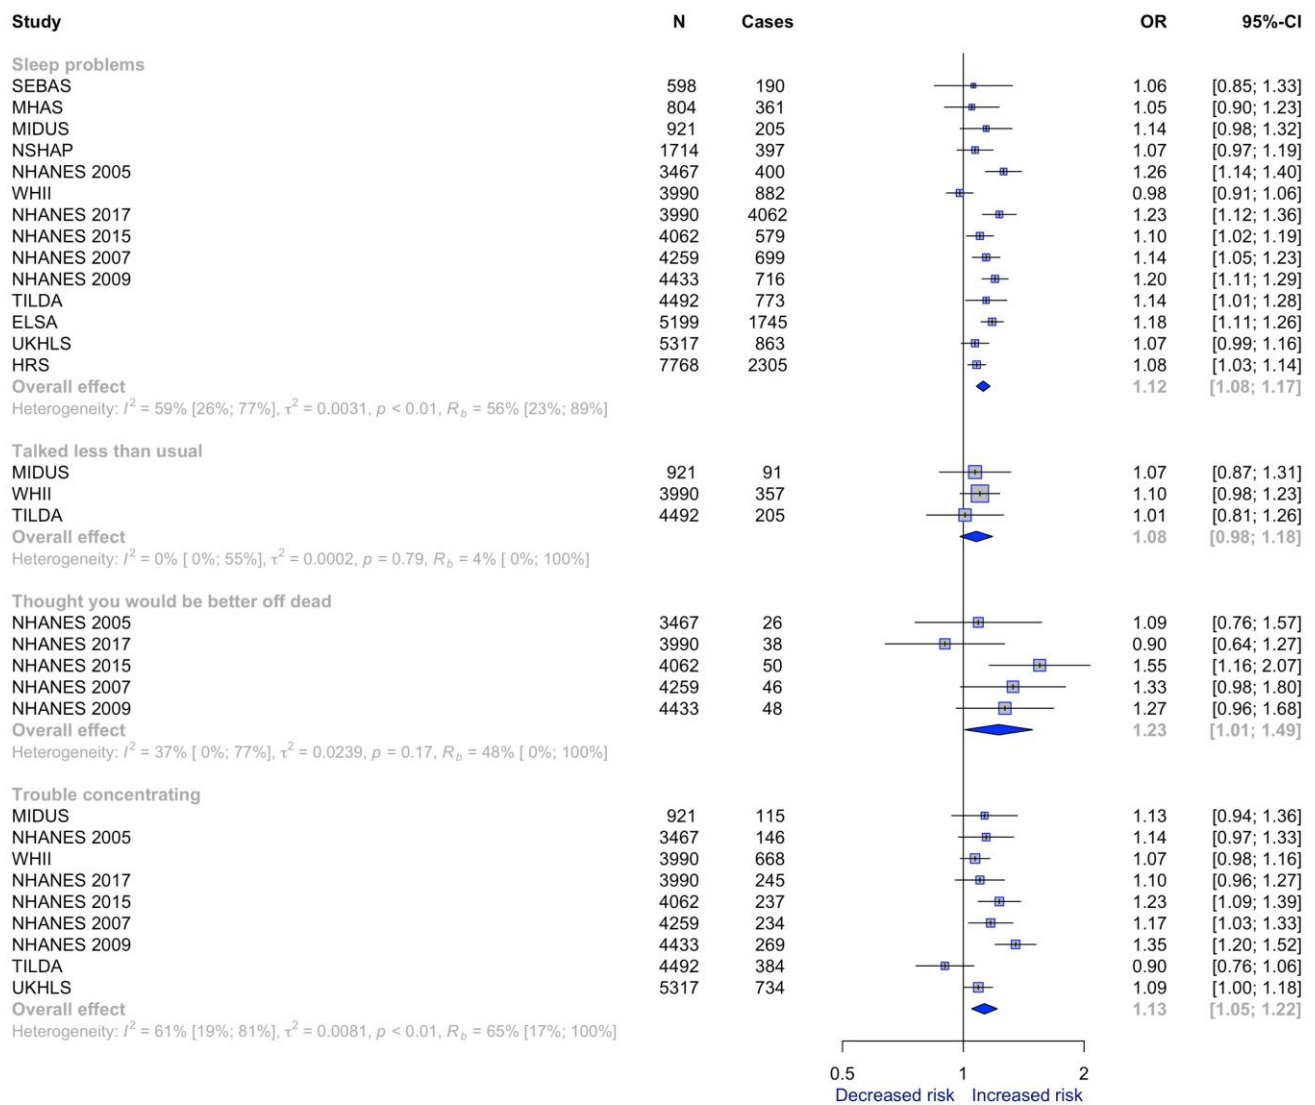 Study N Cases OR 95%-CI
Sleep problems
SEBAS 598 190 1.06 [0.85; 1.33]
MHAS 804 361 1.05 [0.90; 1.23]
MIDUS 921 205 1.14 [0.98; 1.32]
NSHAP 1714 397 1.07 [0.97; 1.19]
NHANES 2005 3467 400 1.26 [1.14; 1.40]
WHII 3990 882 0.98 [0.91; 1.06]
NHANES 2017 3990 4062 1.23 [1.12; 1.36]
NHANES 2015 4062 579 1.10 [1.02; 1.19]
NHANES 2007 4259 699 1.14 [1.05; 1.23]
NHANES 2009 4433 716 1.20 [1.11; 1.29]
TILDA 4492 773 1.14 [1.01; 1.28]
ELSA 5199 1745 1.18 [1.11; 1.26]
UKHLS 5317 863 1.07 [0.99; 1.16]
HRS 7768 2305 1.08 [1.03; 1.14]
Overall effect 1.12 [1.08; 1.17]
Heterogeneity: I² = 59% [26%; 77%], τ² = 0.0031, p < 0.01, R_b = 56% [23%; 89%]
Talked less than usual
MIDUS 921 91 1.07 [0.87; 1.31]
WHII 3990 357 1.10 [0.98; 1.23]
TILDA 4492 205 1.01 [0.81; 1.26]
Overall effect 1.08 [0.98; 1.18]
Heterogeneity: I² = 0% [ 0%; 55%], τ² = 0.0002, p = 0.79, R_b = 4% [ 0%; 100%]
Thought you would be better off dead
NHANES 2005 3467 26 1.09 [0.76; 1.57]
NHANES 2017 3990 38 0.90 [0.64; 1.27]
NHANES 2015 4062 50 1.55 [1.16; 2.07]
NHANES 2007 4259 46 1.33 [0.98; 1.80]
NHANES 2009 4433 48 1.27 [0.96; 1.68]
Overall effect 1.23 [1.01; 1.49]
Heterogeneity: I² = 37% [ 0%; 77%], τ² = 0.0239, p = 0.17, R_b = 48% [ 0%; 100%]
Trouble concentrating
MIDUS 921 115 1.13 [0.94; 1.36]
NHANES 2005 3467 146 1.14 [0.97; 1.33]
WHII 3990 668 1.07 [0.98; 1.16]
NHANES 2017 3990 245 1.10 [0.96; 1.27]
NHANES 2015 4062 237 1.23 [1.09; 1.39]
NHANES 2007 4259 234 1.17 [1.03; 1.33]
NHANES 2009 4433 269 1.35 [1.20; 1.52]
TILDA 4492 384 0.90 [0.76; 1.06]
UKHLS 5317 734 1.09 [1.00; 1.18]
Overall effect 1.13 [1.05; 1.22]
Heterogeneity: I² = 61% [19%; 81%], τ² = 0.0081, p < 0.01, R_b = 65% [17%; 100%]
0.5 1 2
Decreased risk Increased risk